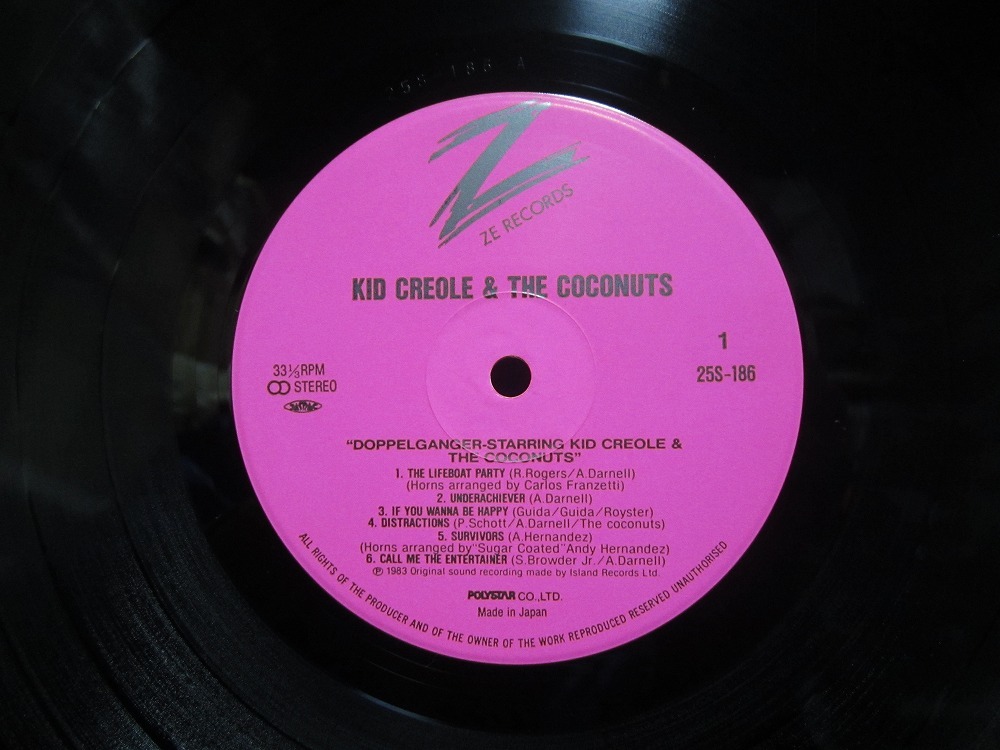 25S 186 A
Z
ZE RECORDS
KID CREOLE & THE COCONUTS
1
33⅓RPM
STEREO
25S-186
"DOPPELGANGER-STARRING KID CREOLE &
THE COCONUTS"
1. THE LIFEBOAT PARTY (R.Rogers/A.Darnell)
(Horns arranged by Carlos Franzetti)
2. UNDERACHIEVER (A.Darnell)
3. IF YOU WANNA BE HAPPY (Guida/Guida/Royster)
4. DISTRACTIONS (P.Schott/A.Darnell/The coconuts)
5. SURVIVORS (A.Hernandez)
(Horns arranged by"Sugar Coated"Andy Hernandez)
6. CALL ME THE ENTERTAINER (S.Browder Jr./A.Darnell)
℗ 1983 Original sound recording made by Island Records Ltd.
POLYSTAR CO.,LTD.
Made in Japan
ALL RIGHTS OF THE PRODUCER AND OF THE OWNER OF THE WORK REPRODUCED RESERVED UNAUTHORISED